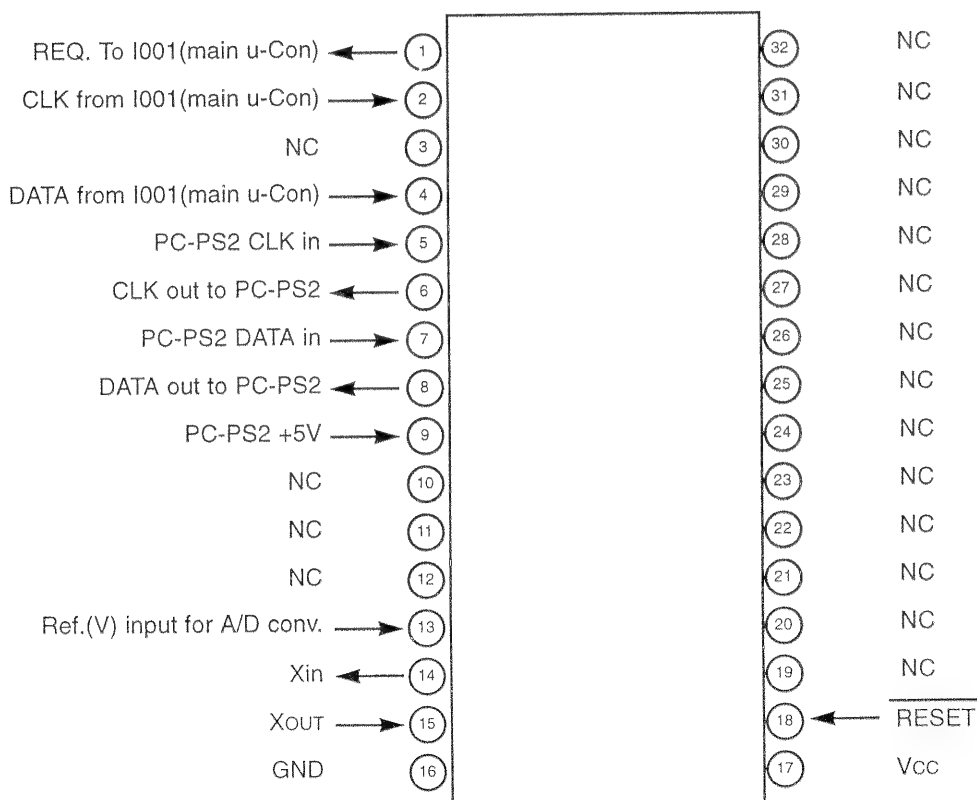 REQ. To I001(main u-Con) 1
CLK from I001(main u-Con) 2
NC 3
DATA from I001(main u-Con) 4
PC-PS2 CLK in 5
CLK out to PC-PS2 6
PC-PS2 DATA in 7
DATA out to PC-PS2 8
PC-PS2 +5V 9
NC 10
NC 11
NC 12
Ref.(V) input for A/D conv. 13
Xin 14
XOUT 15
GND 16
32 NC
31 NC
30 NC
29 NC
28 NC
27 NC
26 NC
25 NC
24 NC
23 NC
22 NC
21 NC
20 NC
19 NC
18 RESET
17 Vcc